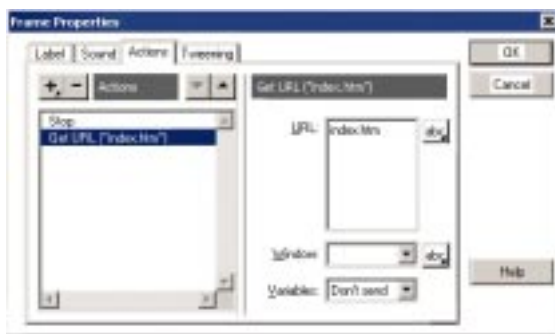 Frame Properties
Label Sound Actions Tweening
OK
Cancel
Help
+ - Actions
Stop
Get URL ("index.htm")
Get URL ("index.htm")
URL: index.htm abc
Window: abc
Variables: Don't send